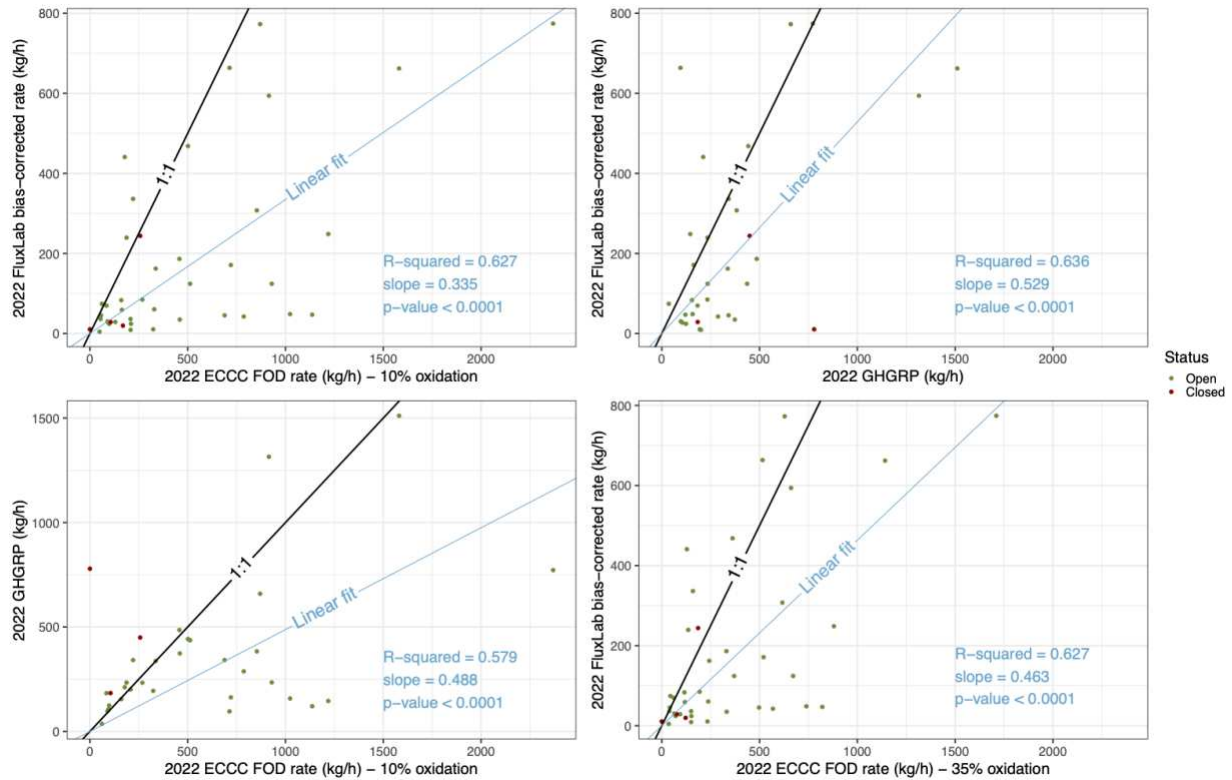 800
600
400
200
0
2022 FluxLab bias−corrected rate (kg/h)
1:1
Linear fit
R-squared = 0.627
slope = 0.335
p-value < 0.0001
0 500 1000 1500 2000
2022 ECCC FOD rate (kg/h) − 10% oxidation
800
600
400
200
0
2022 FluxLab bias−corrected rate (kg/h)
1:1
Linear fit
R-squared = 0.636
slope = 0.529
p-value < 0.0001
0 500 1000 1500 2000
2022 GHGRP (kg/h)
1500
1000
500
0
2022 GHGRP (kg/h)
1:1
Linear fit
R-squared = 0.579
slope = 0.488
p-value < 0.0001
0 500 1000 1500 2000
2022 ECCC FOD rate (kg/h) − 10% oxidation
800
600
400
200
0
2022 FluxLab bias−corrected rate (kg/h)
1:1
Linear fit
R-squared = 0.627
slope = 0.463
p-value < 0.0001
0 500 1000 1500 2000
2022 ECCC FOD rate (kg/h) − 35% oxidation
Status
Open
Closed